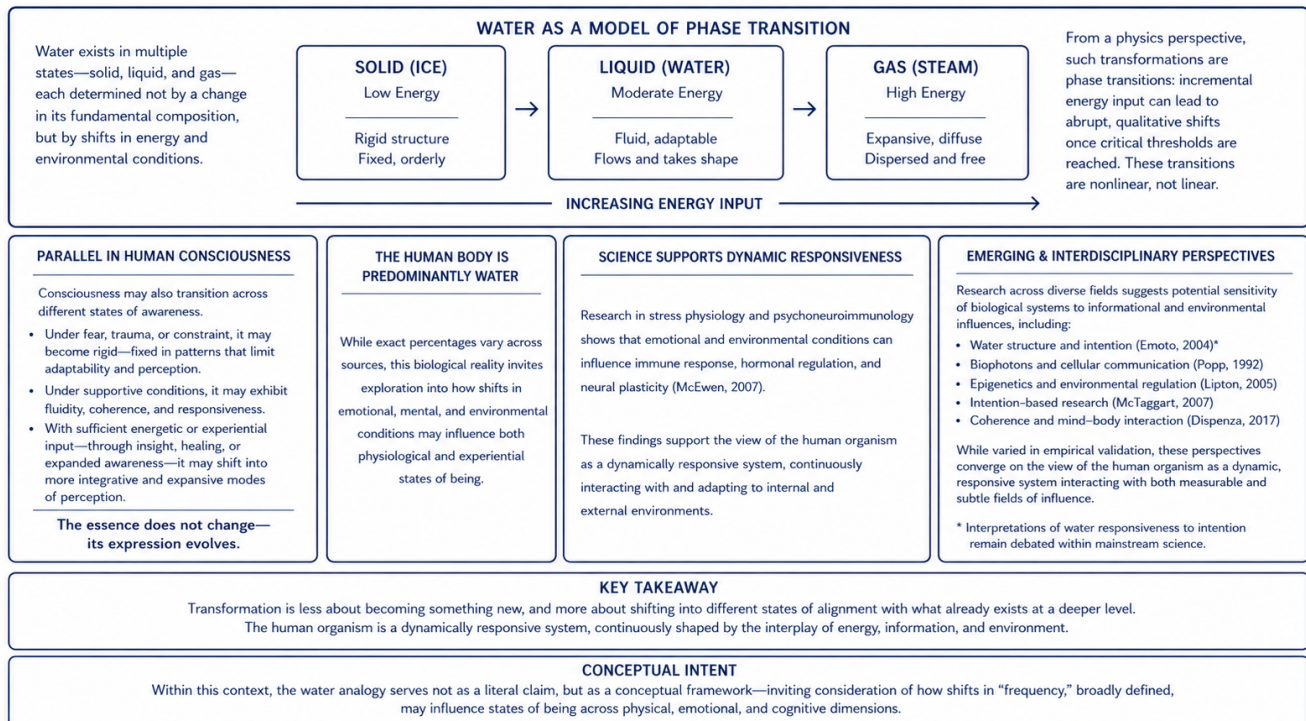 WATER AS A MODEL OF PHASE TRANSITION
Water exists in multiple
states—solid, liquid, and gas—
each determined not by a change
in its fundamental composition,
but by shifts in energy and
environmental conditions.
SOLID (ICE)
Low Energy
Rigid structure
Fixed, orderly
→
LIQUID (WATER)
Moderate Energy
Fluid, adaptable
Flows and takes shape
→
GAS (STEAM)
High Energy
Expansive, diffuse
Dispersed and free
INCREASING ENERGY INPUT
From a physics perspective,
such transformations are
phase transitions: incremental
energy input can lead to
abrupt, qualitative shifts
once critical thresholds are
reached. These transitions
are nonlinear, not linear.
PARALLEL IN HUMAN CONSCIOUSNESS
Consciousness may also transition across
different states of awareness.
• Under fear, trauma, or constraint, it may
become rigid—fixed in patterns that limit
adaptability and perception.
• Under supportive conditions, it may exhibit
fluidity, coherence, and responsiveness.
• With sufficient energetic or experiential
input—through insight, healing, or
expanded awareness—it may shift into
more integrative and expansive modes
of perception.
The essence does not change—
its expression evolves.
THE HUMAN BODY IS
PREDOMINANTLY WATER
While exact percentages vary across
sources, this biological reality invites
exploration into how shifts in
emotional, mental, and environmental
conditions may influence both
physiological and experiential
states of being.
SCIENCE SUPPORTS DYNAMIC RESPONSIVENESS
Research in stress physiology and psychoneuroimmunology
shows that emotional and environmental conditions can
influence immune response, hormonal regulation, and
neural plasticity (McEwen, 2007).
These findings support the view of the human organism
as a dynamically responsive system, continuously
interacting with and adapting to internal and
external environments.
EMERGING & INTERDISCIPLINARY PERSPECTIVES
Research across diverse fields suggests potential sensitivity
of biological systems to informational and environmental
influences, including:
• Water structure and intention (Emoto, 2004)*
• Biophotons and cellular communication (Popp, 1992)
• Epigenetics and environmental regulation (Lipton, 2005)
• Intention-based research (McTaggart, 2007)
• Coherence and mind–body interaction (Dispenza, 2017)
While varied in empirical validation, these perspectives
converge on the view of the human organism as a dynamic,
responsive system interacting with both measurable and
subtle fields of influence.
* Interpretations of water responsiveness to intention
remain debated within mainstream science.
KEY TAKEAWAY
Transformation is less about becoming something new, and more about shifting into different states of alignment with what already exists at a deeper level.
The human organism is a dynamically responsive system, continuously shaped by the interplay of energy, information, and environment.
CONCEPTUAL INTENT
Within this context, the water analogy serves not as a literal claim, but as a conceptual framework—inviting consideration of how shifts in “frequency,” broadly defined,
may influence states of being across physical, emotional, and cognitive dimensions.